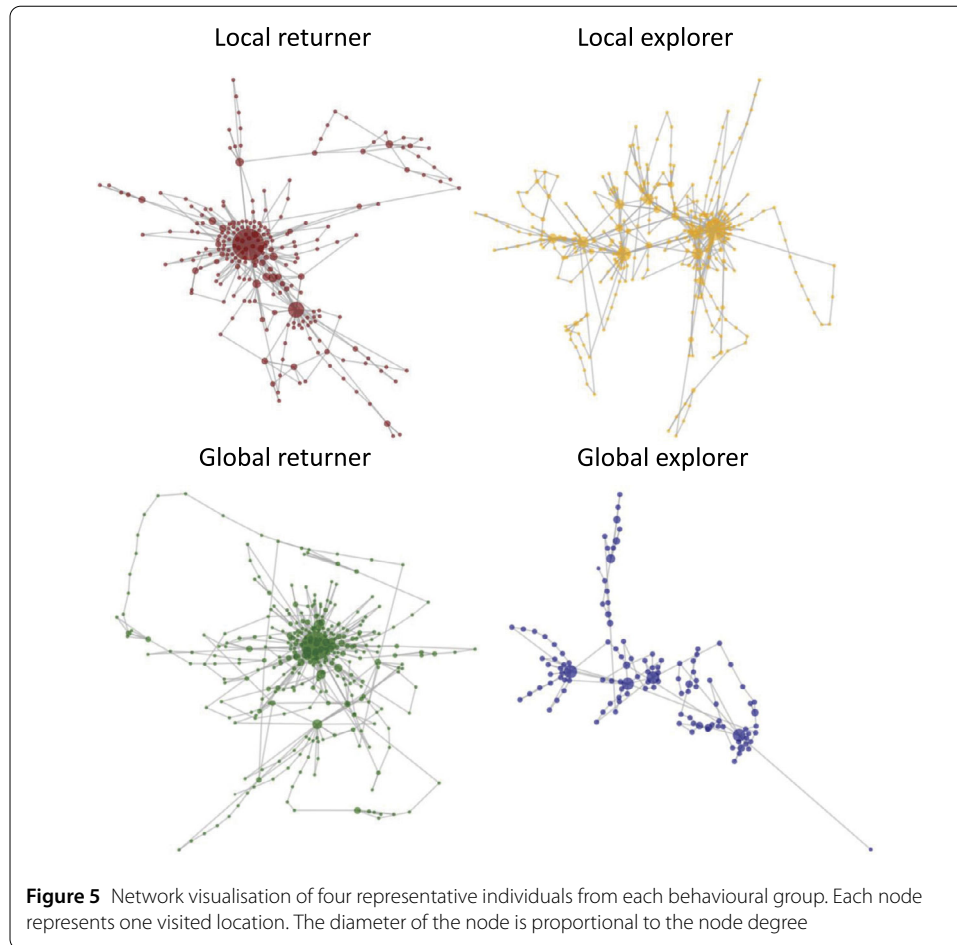 Local returner
Local explorer
Global returner
Global explorer
Figure 5 Network visualisation of four representative individuals from each behavioural group. Each node
represents one visited location. The diameter of the node is proportional to the node degree